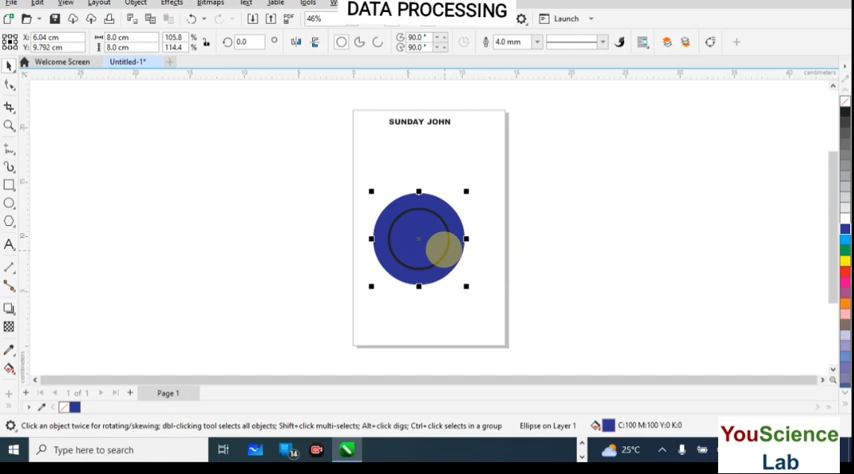 DATA PROCESSING
File Edit View Layout Object Effects Bitmaps Text Table Tools
PDF 46% Launch
X: 6.04 cm 8.0 cm 105.8 % 0.0 ° 90.0 ° 4.0 mm
Y: 9.792 cm 8.0 cm 114.4 % 90.0 °
Welcome Screen Untitled-1*
centimeters
SUNDAY JOHN
1 of 1 Page 1
Click an object twice for rotating/skewing; dbl-clicking tool selects all objects; Shift+click multi-selects; Alt+click digs; Ctrl+click selects in a group Ellipse on Layer 1 C:100 M:100 Y:0 K:0
Type here to search 14 25°C
YouScience
Lab